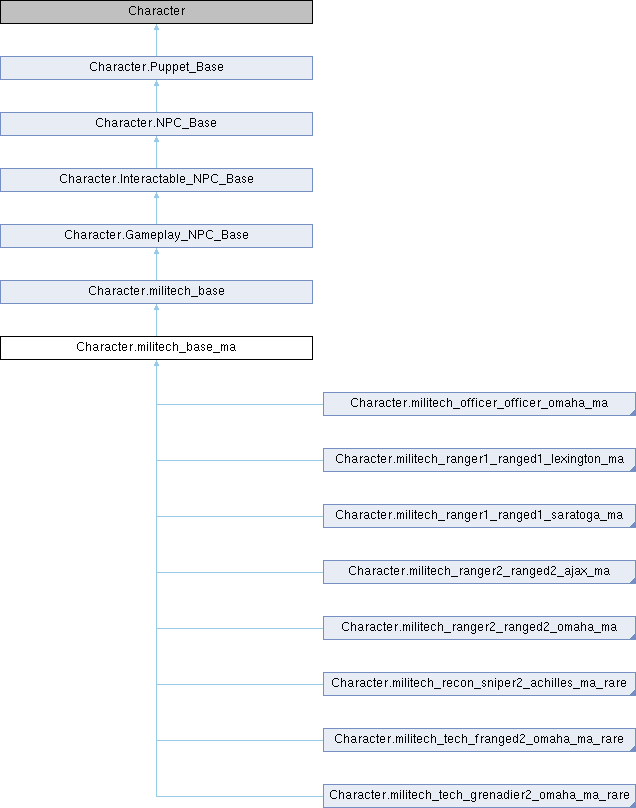 Character
Character.Puppet_Base
Character.NPC_Base
Character.Interactable_NPC_Base
Character.Gameplay_NPC_Base
Character.militech_base
Character.militech_base_ma
Character.militech_officer_officer_omaha_ma
Character.militech_ranger1_ranged1_lexington_ma
Character.militech_ranger1_ranged1_saratoga_ma
Character.militech_ranger2_ranged2_ajax_ma
Character.militech_ranger2_ranged2_omaha_ma
Character.militech_recon_sniper2_achilles_ma_rare
Character.militech_tech_franged2_omaha_ma_rare
Character.militech_tech_grenadier2_omaha_ma_rare